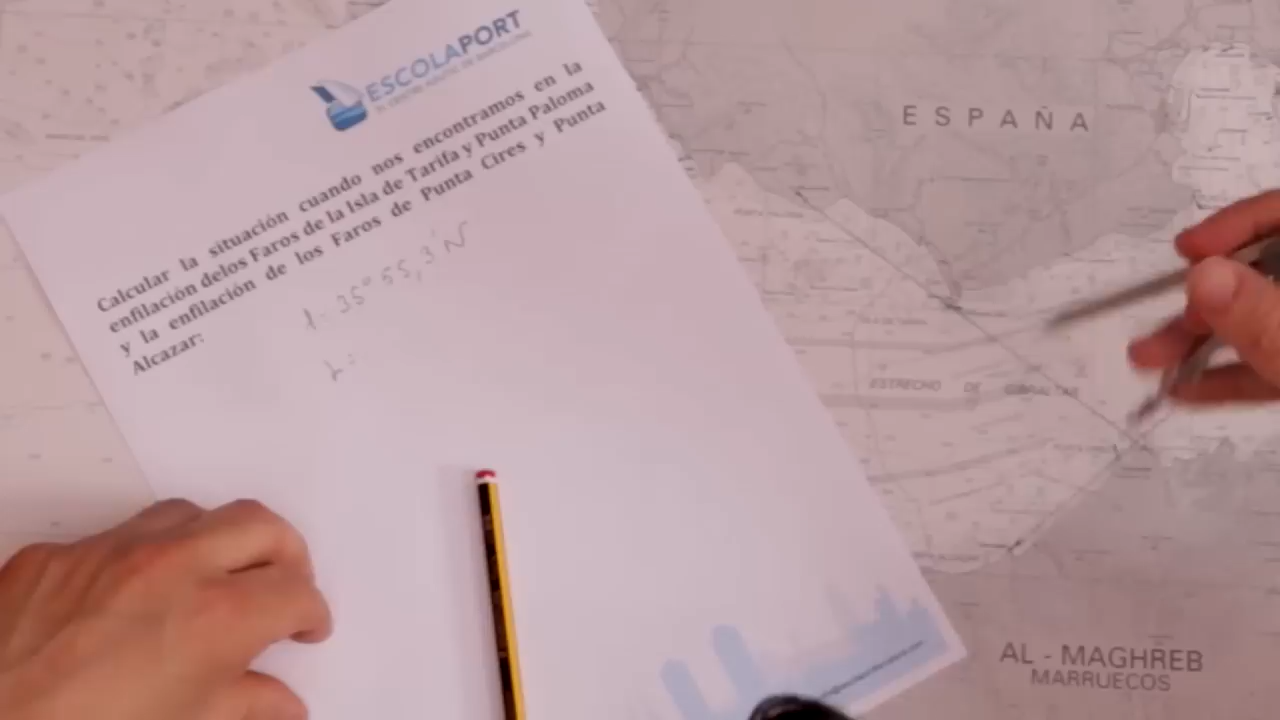 ESCOLAPORT
Calcular la situación cuando nos encontramos en la
enfilación delos Faros de la Isla de Tarifa y Punta Paloma
y la enfilación de los Faros de Punta Cires y Punta
Alcazar:
l= 35° 55,3' N
L=
ESPAÑA
ESTRECHO DE GIBRALTAR
AL - MAGHREB
MARRUECOS